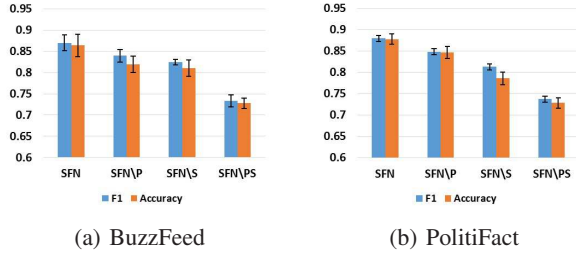 0.95
0.9
0.85
0.8
0.75
0.7
0.65
0.6
SFN SFN\P SFN\S SFN\PS
F1 Accuracy
(a) BuzzFeed
0.95
0.9
0.85
0.8
0.75
0.7
0.65
0.6
SFN SFN\P SFN\S SFN\PS
F1 Accuracy
(b) PolitiFact